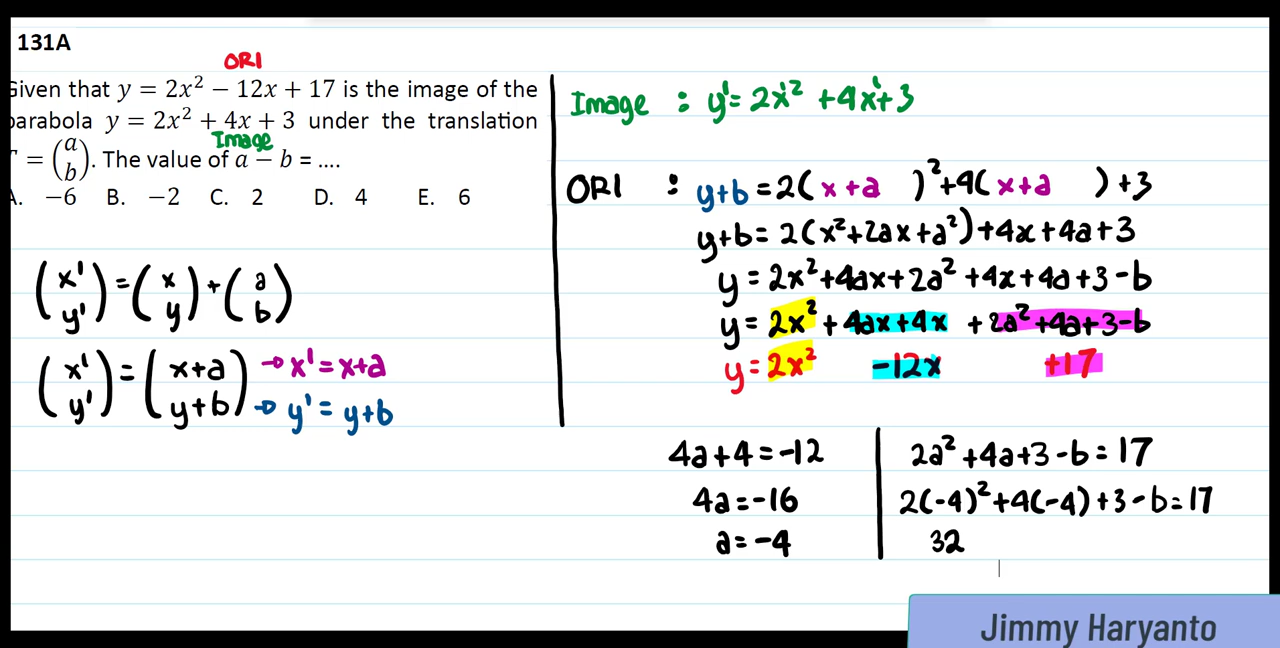 131A
ORI
Given that y = 2x² − 12x + 17 is the image of the
parabola y = 2x² + 4x + 3 under the translation
Image
= (a b). The value of a − b = ....
A. −6 B. −2 C. 2 D. 4 E. 6
(x' y') = (x y) + (a b)
(x' y') = (x+a y+b) → x' = x+a
→ y' = y+b
Image : y' = 2x'² + 4x' + 3
ORI : y+b = 2(x+a )² + 4(x+a ) + 3
y+b = 2(x²+2ax+a²) + 4x + 4a + 3
y = 2x² + 4ax + 2a² + 4x + 4a + 3 − b
y = 2x² + 4ax + 4x + 2a² + 4a + 3 − b
y = 2x² −12x +17
4a + 4 = −12
4a = −16
a = −4
2a² + 4a + 3 − b = 17
2(−4)² + 4(−4) + 3 − b = 17
32
Jimmy Haryanto